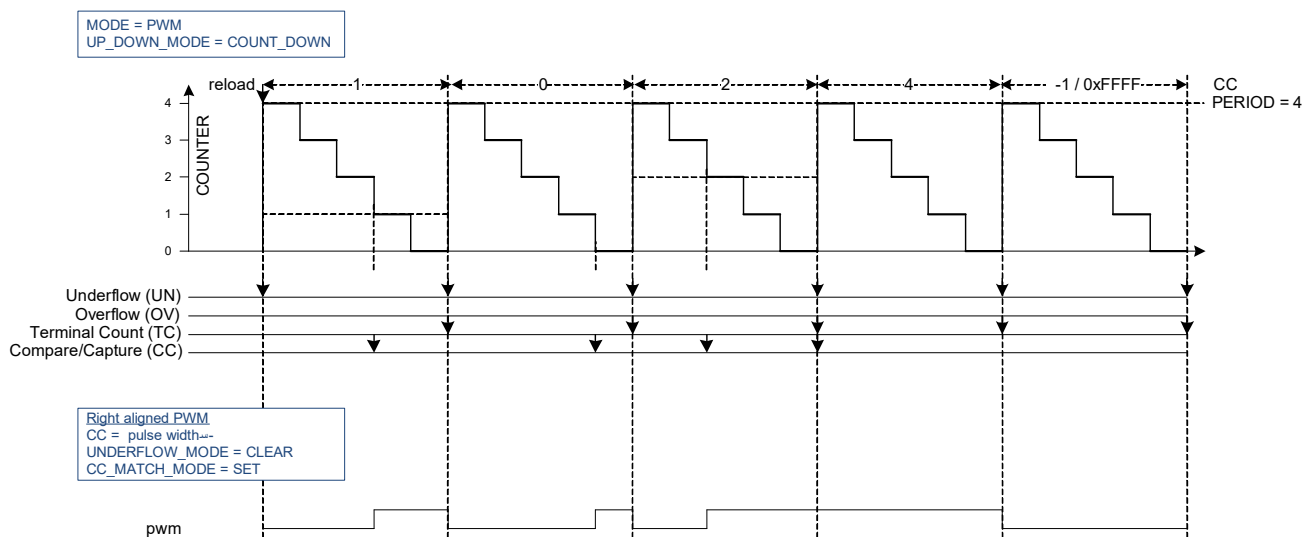 MODE = PWM
UP_DOWN_MODE = COUNT_DOWN
reload 1 0 2 4 -1 / 0xFFFF CC
4 PERIOD = 4
3
COUNTER
2
1
0
Underflow (UN)
Overflow (OV)
Terminal Count (TC)
Compare/Capture (CC)
Right aligned PWM
CC = pulse width
UNDERFLOW_MODE = CLEAR
CC_MATCH_MODE = SET
pwm